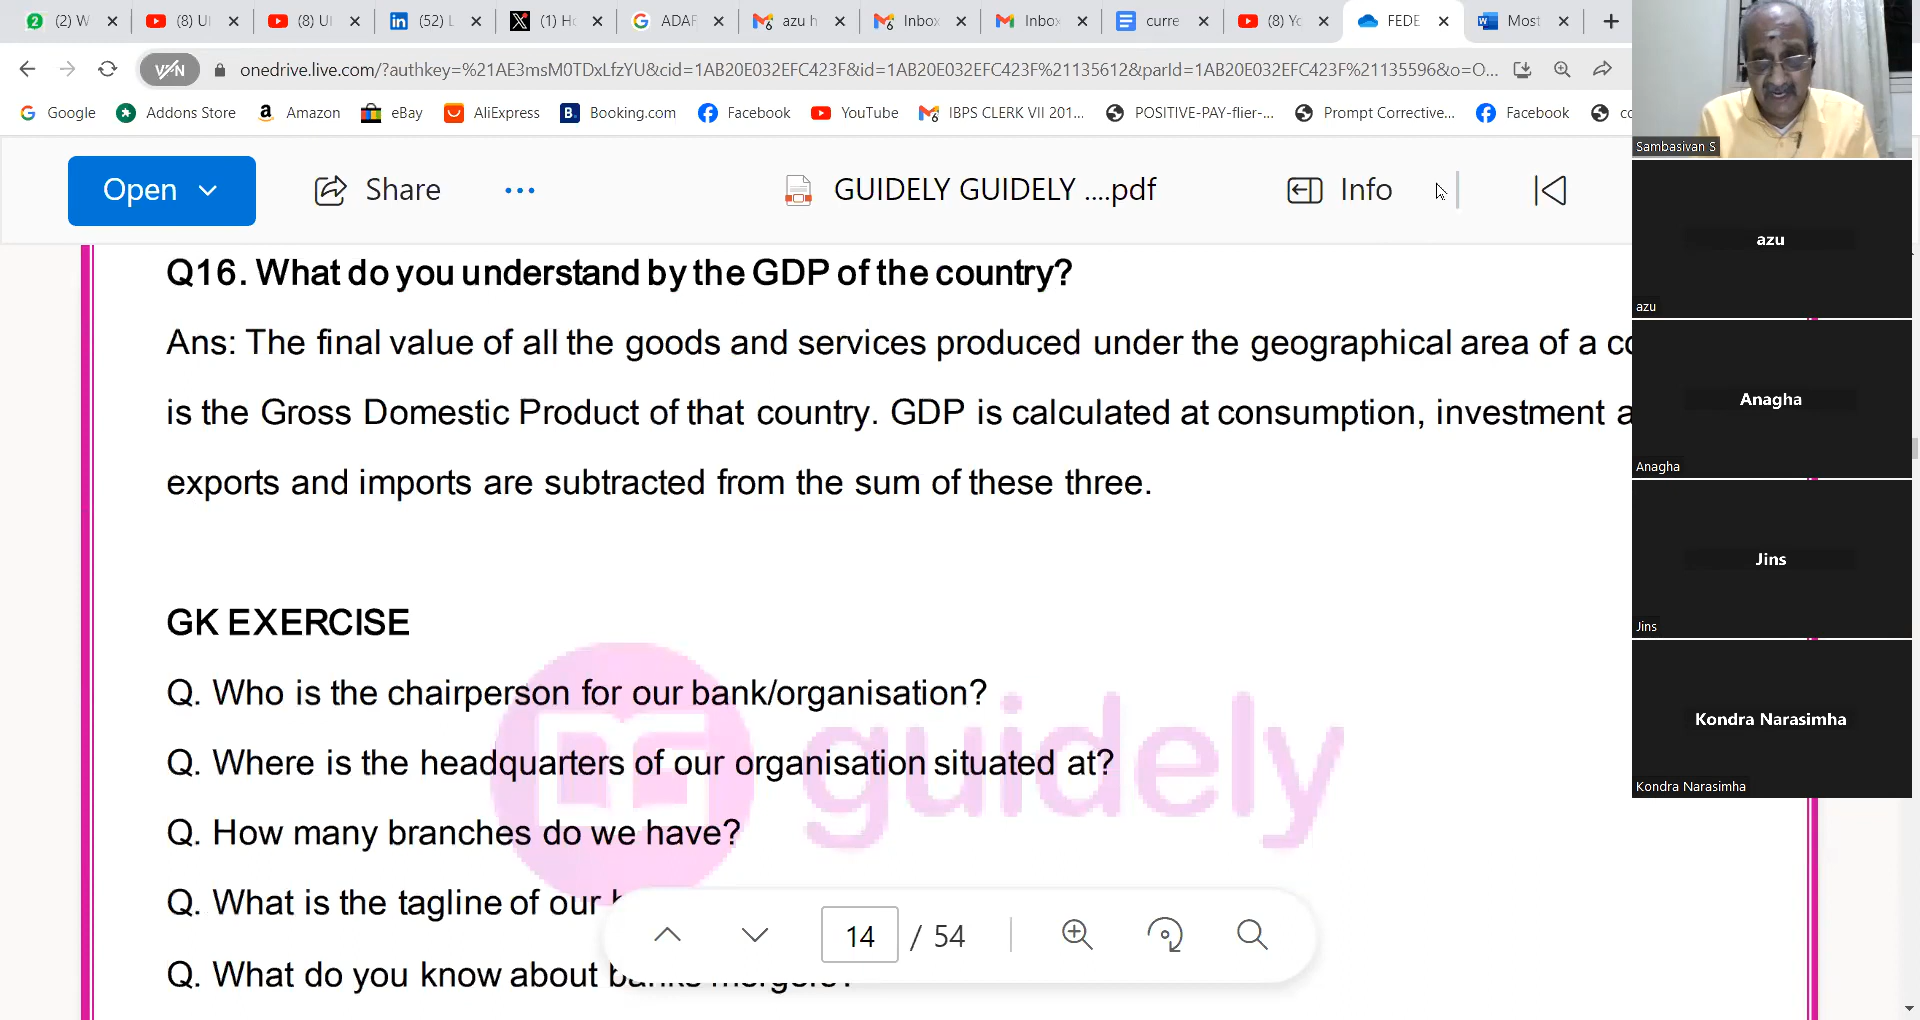 (2) W
(8) UI
(8) UI
(52) L
(1) Ho
ADAF
azu h
Inbox
Inbox
curre
(8) Yo
FEDE
Most
onedrive.live.com/?authkey=%21AE3msM0TDxLfzYU&cid=1AB20E032EFC423F&id=1AB20E032EFC423F%21135612&parId=1AB20E032EFC423F%21135596&o=O...
Google
Addons Store
Amazon
eBay
AliExpress
Booking.com
Facebook
YouTube
IBPS CLERK VII 201...
POSITIVE-PAY-flier-...
Prompt Corrective...
Facebook
Open
Share
GUIDELY GUIDELY ....pdf
Info
Q16. What do you understand by the GDP of the country?
Ans: The final value of all the goods and services produced under the geographical area of a
is the Gross Domestic Product of that country. GDP is calculated at consumption, investment
exports and imports are subtracted from the sum of these three.
GK EXERCISE
Q. Who is the chairperson for our bank/organisation?
Q. Where is the headquarters of our organisation situated at?
Q. How many branches do we have?
Q. What is the tagline of our
Q. What do you know about banks mergers?
guidely
14 / 54
Sambasivan S
azu
azu
Anagha
Anagha
Jins
Jins
Kondra Narasimha
Kondra Narasimha